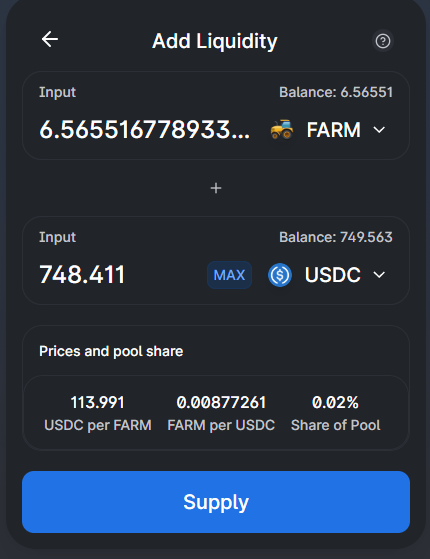 Add Liquidity
Input Balance: 6.56551
6.565516778933... FARM
+
Input Balance: 749.563
748.411 MAX USDC
Prices and pool share
113.991 0.00877261 0.02%
USDC per FARM FARM per USDC Share of Pool
Supply